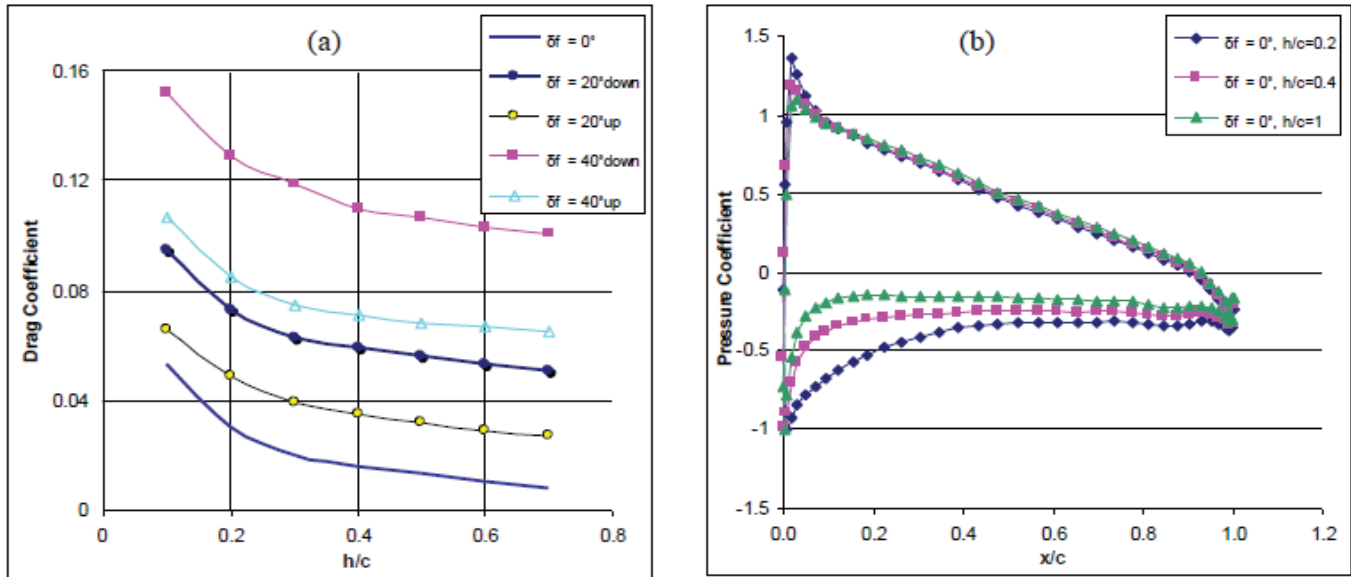 (a)
δf = 0°
δf = 20°down
δf = 20°up
δf = 40°down
δf = 40°up
0.16
0.12
0.08
0.04
0
Drag Coefficient
0
0.2
0.4
0.6
0.8
h/c
(b)
δf = 0°, h/c=0.2
δf = 0°, h/c=0.4
δf = 0°, h/c=1
1.5
1
0.5
0
-0.5
-1
-1.5
Pressure Coefficient
0.0
0.2
0.4
0.6
0.8
1.0
1.2
x/c